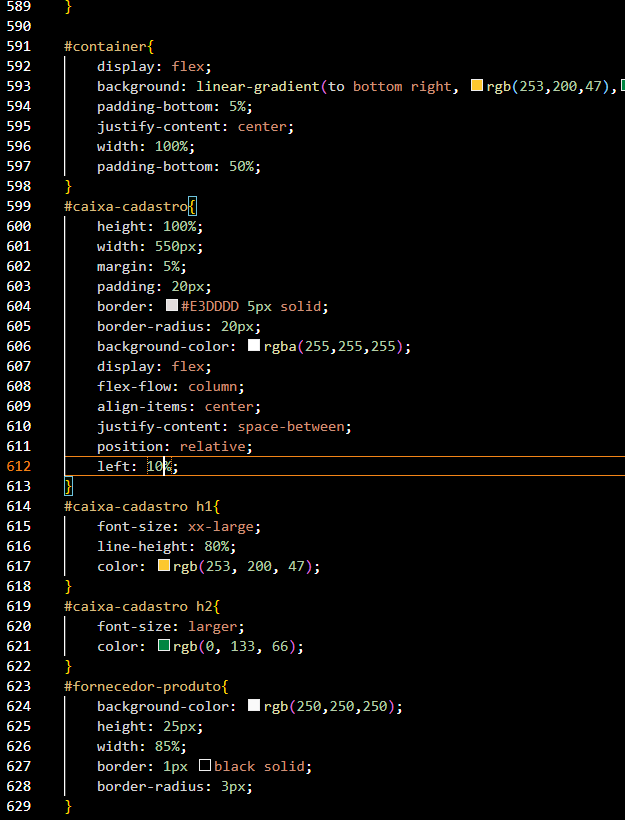 589 }
590
591 #container{
592 display: flex;
593 background: linear-gradient(to bottom right, rgb(253,200,47),
594 padding-bottom: 5%;
595 justify-content: center;
596 width: 100%;
597 padding-bottom: 50%;
598 }
599 #caixa-cadastro{
600 height: 100%;
601 width: 550px;
602 margin: 5%;
603 padding: 20px;
604 border: #E3DDDD 5px solid;
605 border-radius: 20px;
606 background-color: rgba(255,255,255);
607 display: flex;
608 flex-flow: column;
609 align-items: center;
610 justify-content: space-between;
611 position: relative;
612 left: 10%;
613 }
614 #caixa-cadastro h1{
615 font-size: xx-large;
616 line-height: 80%;
617 color: rgb(253, 200, 47);
618 }
619 #caixa-cadastro h2{
620 font-size: larger;
621 color: rgb(0, 133, 66);
622 }
623 #fornecedor-produto{
624 background-color: rgb(250,250,250);
625 height: 25px;
626 width: 85%;
627 border: 1px black solid;
628 border-radius: 3px;
629 }